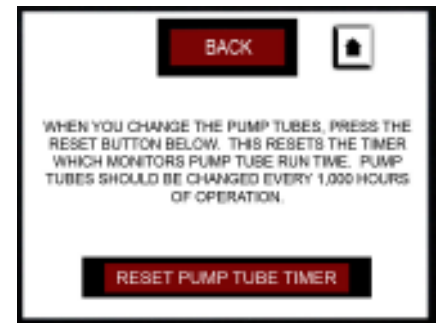 BACK
WHEN YOU CHANGE THE PUMP TUBES, PRESS THE
RESET BUTTON BELOW. THIS RESETS THE TIMER
WHICH MONITORS PUMP TUBE RUN TIME. PUMP
TUBES SHOULD BE CHANGED EVERY 1,000 HOURS
OF OPERATION.
RESET PUMP TUBE TIMER